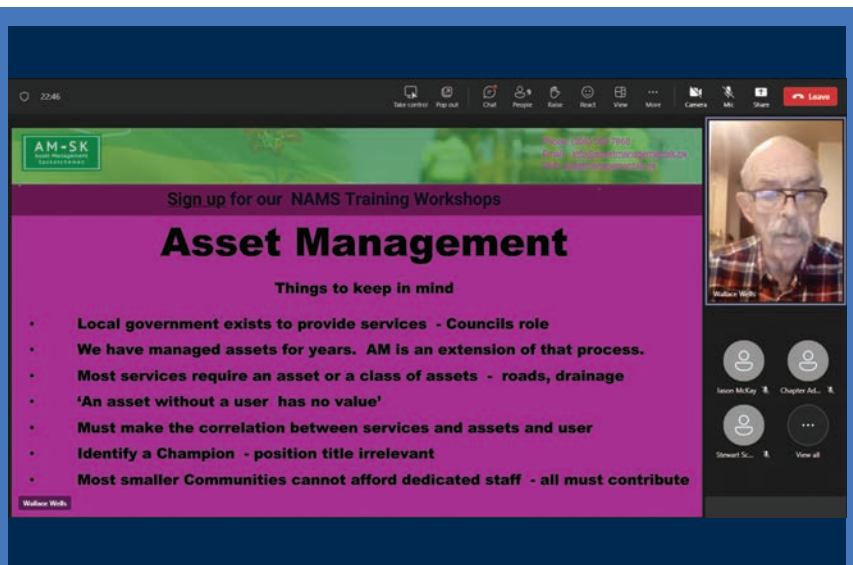 22:46
Take control Pop out Chat People Raise React View More Camera Mic Share Leave
AM-SK
Asset Management
Saskatchewan
Sign up for our NAMS Training Workshops
Asset Management
Things to keep in mind
• Local government exists to provide services - Councils role
• We have managed assets for years. AM is an extension of that process.
• Most services require an asset or a class of assets - roads, drainage
• ‘An asset without a user has no value’
• Must make the correlation between services and assets and user
• Identify a Champion - position title irrelevant
• Most smaller Communities cannot afford dedicated staff - all must contribute
Wallace Wells
Wallace Wells
Jason McKay Chapter Ad...
Stewart Sc... View all